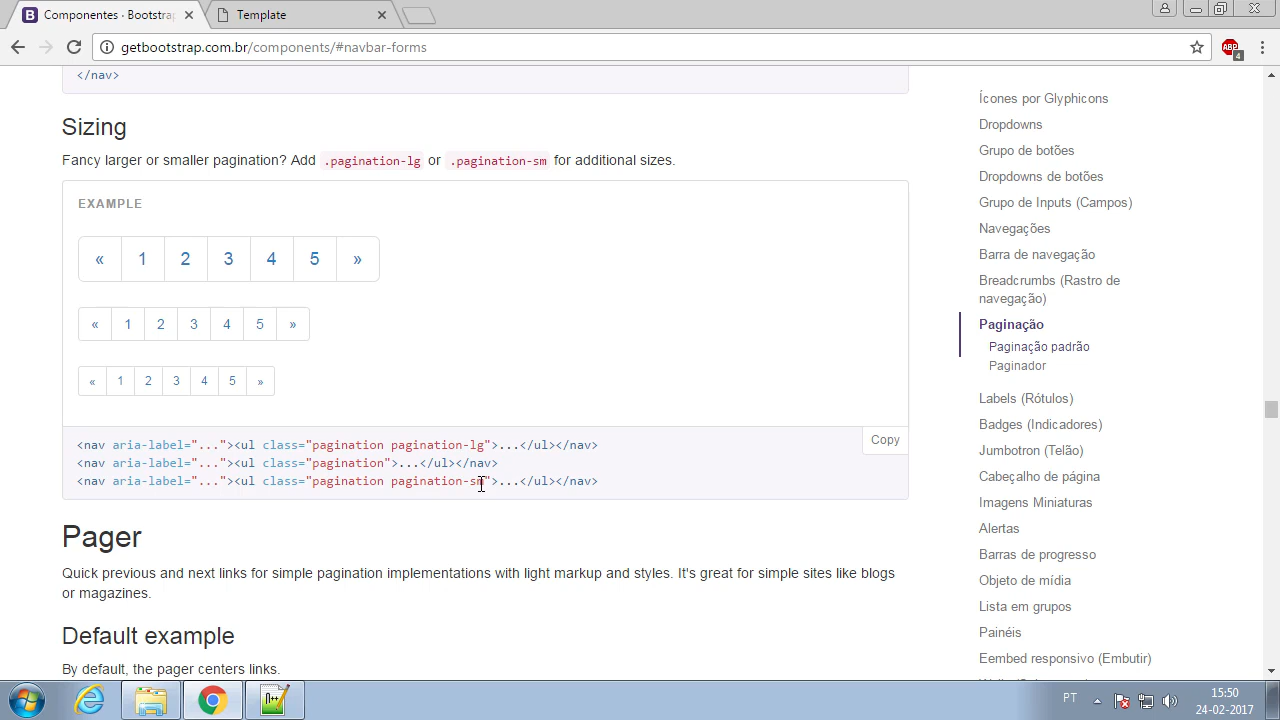 Componentes · Bootstra
Template
getbootstrap.com.br/components/#navbar-forms
ABP
4
</nav>
Sizing
Fancy larger or smaller pagination? Add .pagination-lg or .pagination-sm for additional sizes.
EXAMPLE
« 1 2 3 4 5 »
« 1 2 3 4 5 »
« 1 2 3 4 5 »
Copy
<nav aria-label="..."><ul class="pagination pagination-lg">...</ul></nav>
<nav aria-label="..."><ul class="pagination">...</ul></nav>
<nav aria-label="..."><ul class="pagination pagination-sm">...</ul></nav>
Pager
Quick previous and next links for simple pagination implementations with light markup and styles. It's great for simple sites like blogs
or magazines.
Default example
By default, the pager centers links.
Ícones por Glyphicons
Dropdowns
Grupo de botões
Dropdowns de botões
Grupo de Inputs (Campos)
Navegações
Barra de navegação
Breadcrumbs (Rastro de
navegação)
Paginação
Paginação padrão
Paginador
Labels (Rótulos)
Badges (Indicadores)
Jumbotron (Telão)
Cabeçalho de página
Imagens Miniaturas
Alertas
Barras de progresso
Objeto de mídia
Lista em grupos
Painéis
Eembed responsivo (Embutir)
PT
15:50
24-02-2017